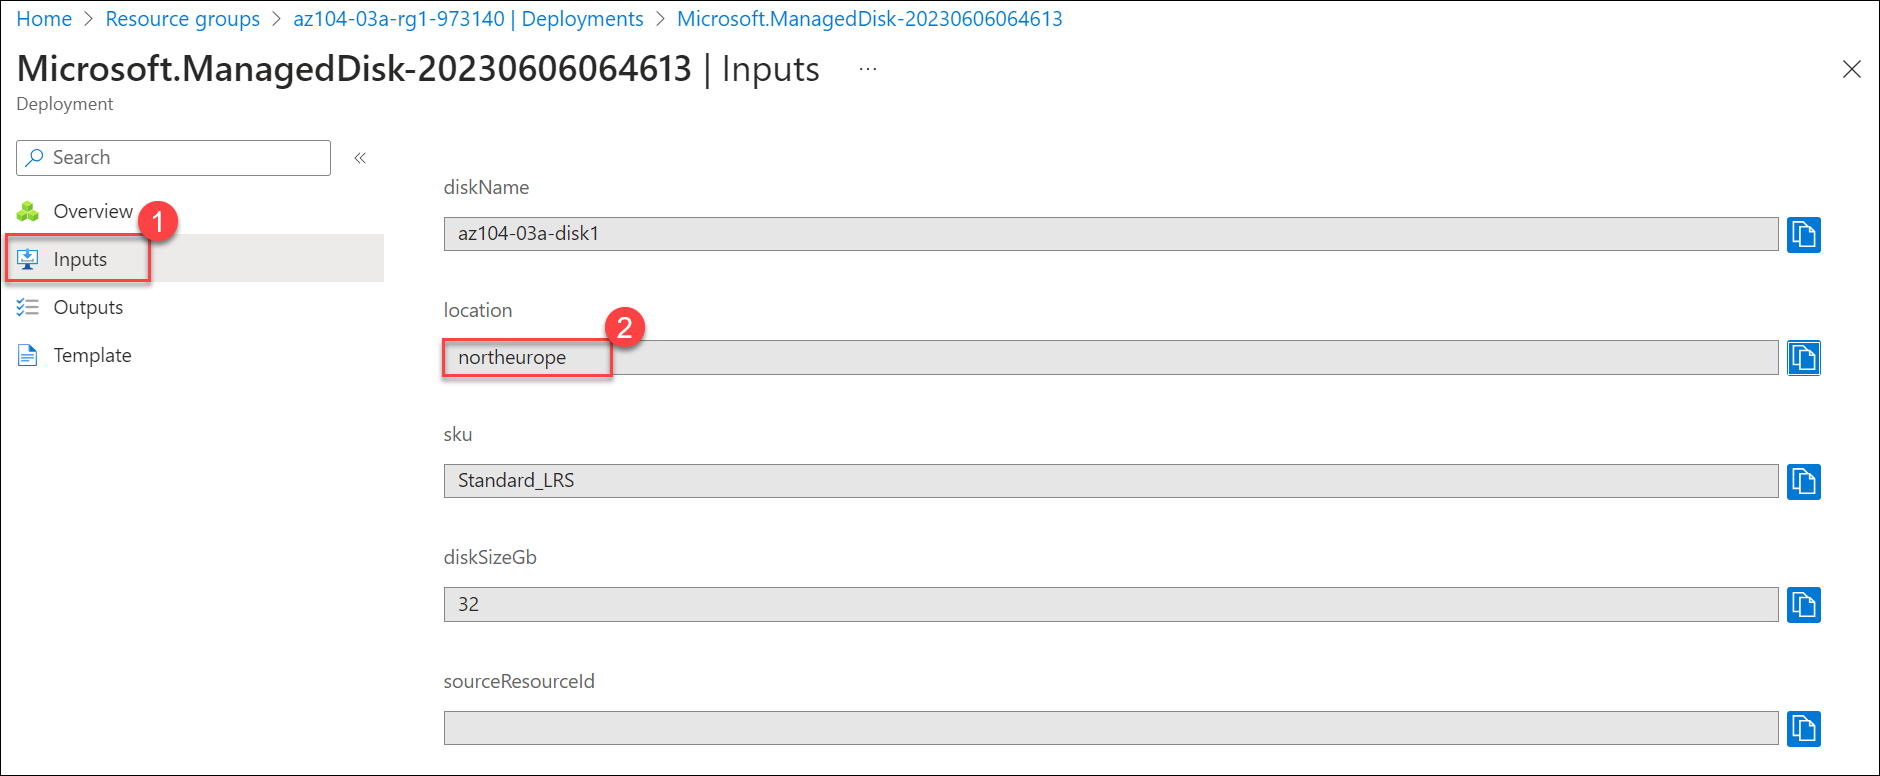 Home > Resource groups > az104-03a-rg1-973140 | Deployments > Microsoft.ManagedDisk-20230606064613
Microsoft.ManagedDisk-20230606064613 | Inputs ...
Deployment
Search «
Overview
1
Inputs
Outputs
Template
diskName
az104-03a-disk1
location
2
northeurope
sku
Standard_LRS
diskSizeGb
32
sourceResourceId